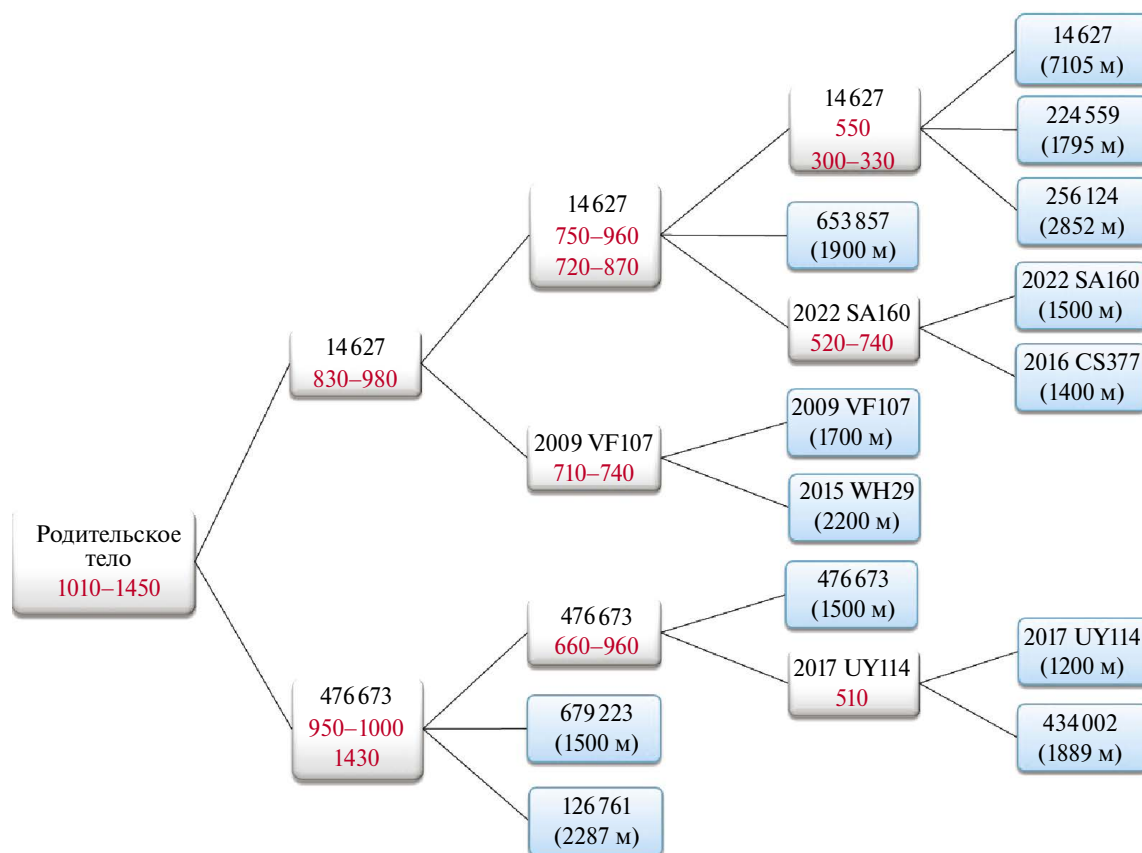 Родительское
тело
1010–1450
14 627
830–980
476 673
950–1000
1430
14 627
750–960
720–870
2009 VF107
710–740
476 673
660–960
679 223
(1500 м)
126 761
(2287 м)
14 627
550
300–330
653 857
(1900 м)
2022 SA160
520–740
2009 VF107
(1700 м)
2015 WH29
(2200 м)
476 673
(1500 м)
2017 UY114
510
14 627
(7105 м)
224 559
(1795 м)
256 124
(2852 м)
2022 SA160
(1500 м)
2016 CS377
(1400 м)
2017 UY114
(1200 м)
434 002
(1889 м)